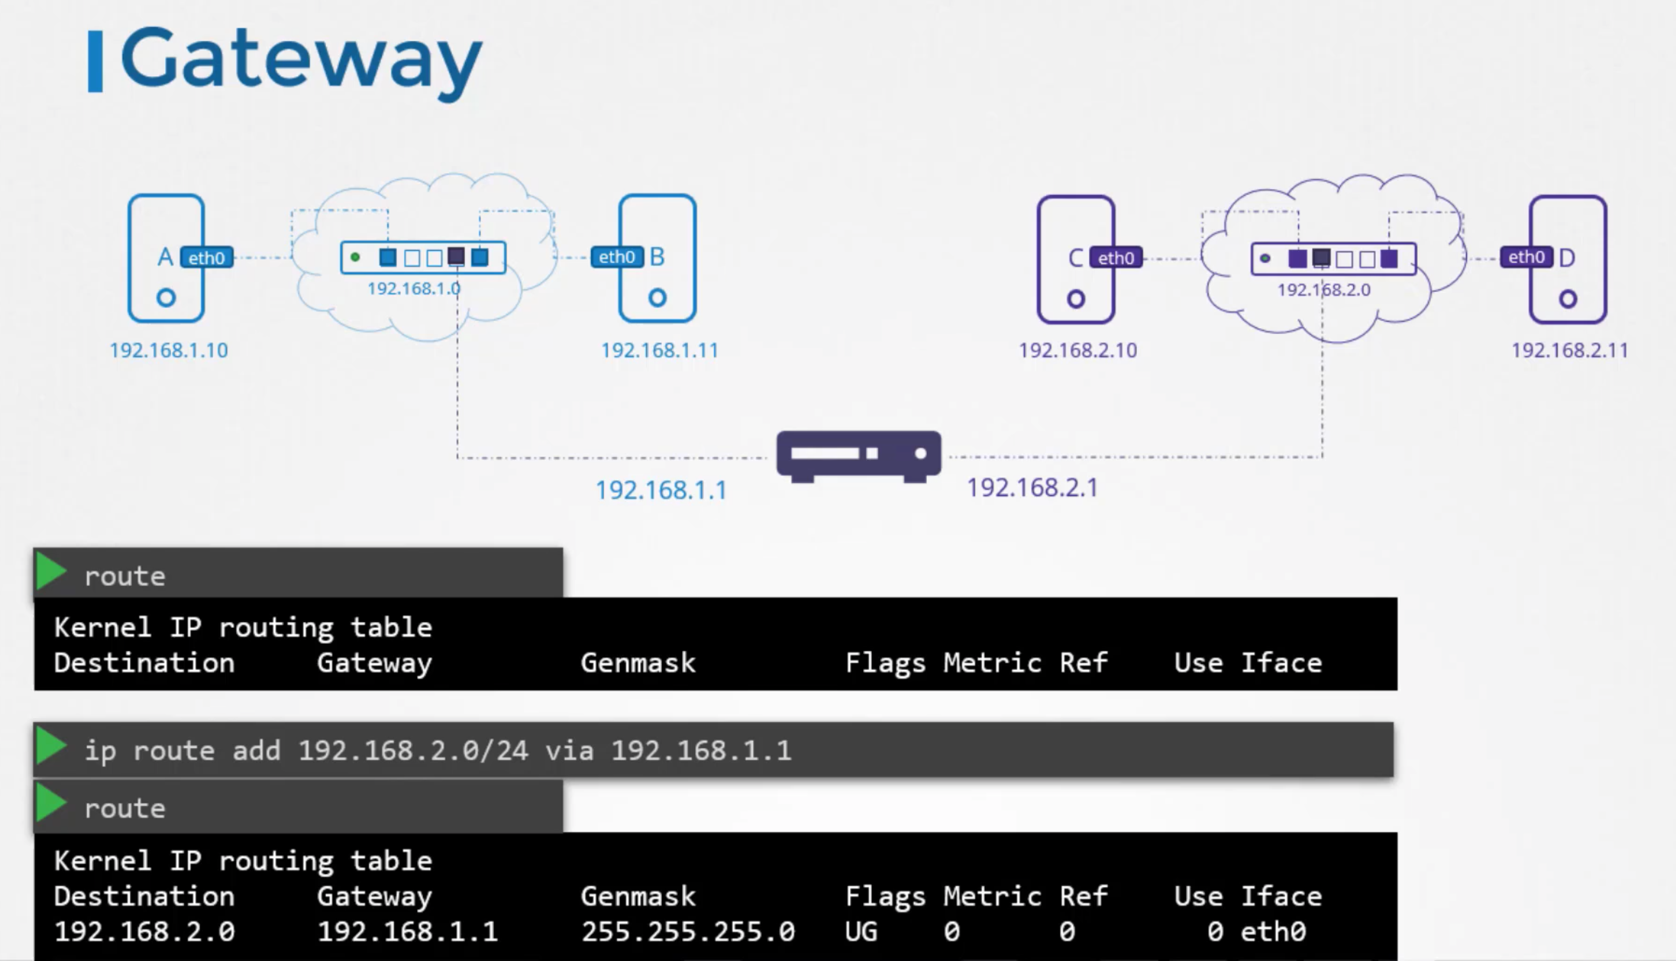 Gateway
A eth0
eth0 B
C eth0
eth0 D
192.168.1.0
192.168.2.0
192.168.1.10
192.168.1.11
192.168.2.10
192.168.2.11
192.168.1.1
192.168.2.1
route
Kernel IP routing table
Destination Gateway Genmask Flags Metric Ref Use Iface
ip route add 192.168.2.0/24 via 192.168.1.1
route
Kernel IP routing table
Destination Gateway Genmask Flags Metric Ref Use Iface
192.168.2.0 192.168.1.1 255.255.255.0 UG 0 0 0 eth0